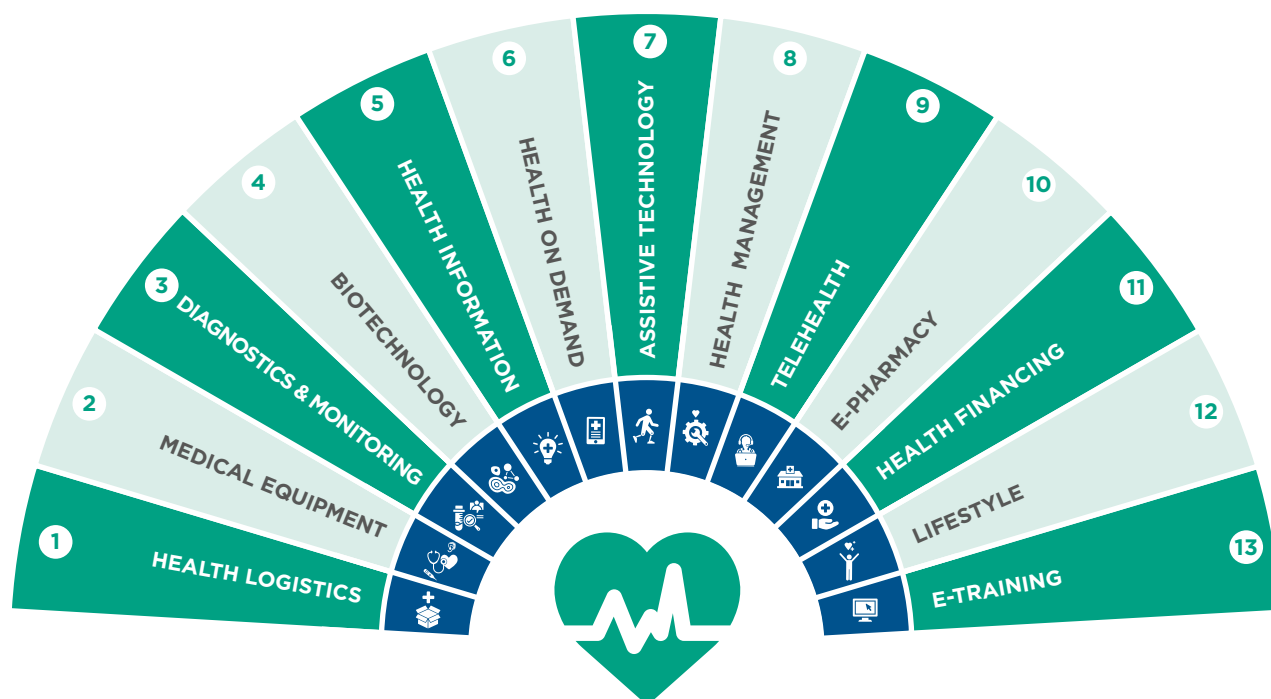 1
HEALTH LOGISTICS
2
MEDICAL EQUIPMENT
3
DIAGNOSTICS & MONITORING
4
BIOTECHNOLOGY
5
HEALTH INFORMATION
6
HEALTH ON DEMAND
7
ASSISTIVE TECHNOLOGY
8
HEALTH MANAGEMENT
9
TELEHEALTH
10
E-PHARMACY
11
HEALTH FINANCING
12
LIFESTYLE
13
E-TRAINING